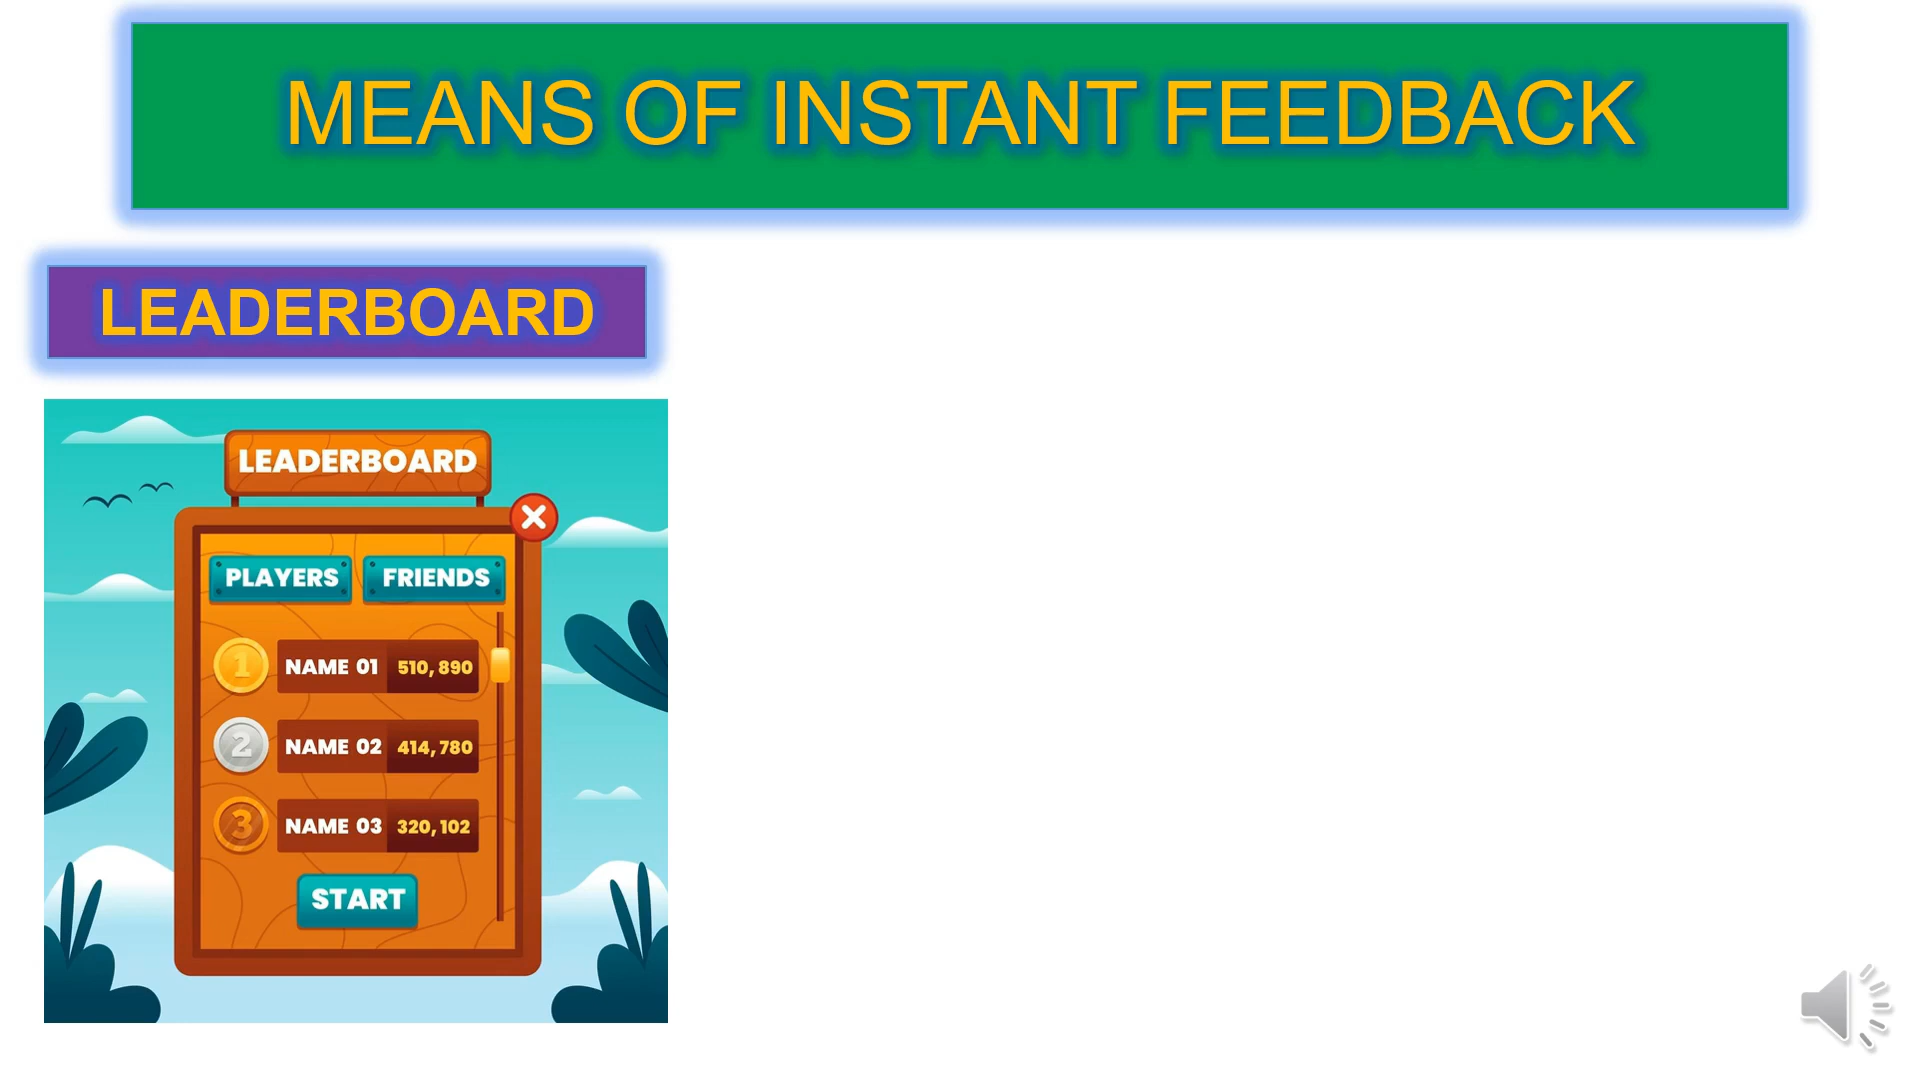 MEANS OF INSTANT FEEDBACK
LEADERBOARD
LEADERBOARD
PLAYERS FRIENDS
1 NAME 01 510,890
2 NAME 02 414,780
3 NAME 03 320,102
START